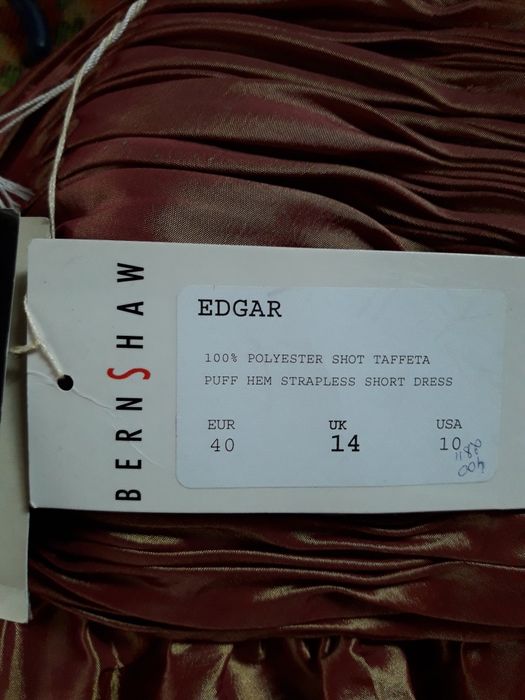 BERNSHAW
EDGAR
100% POLYESTER SHOT TAFFETA
PUFF HEM STRAPLESS SHORT DRESS
EUR UK USA
40 14 10